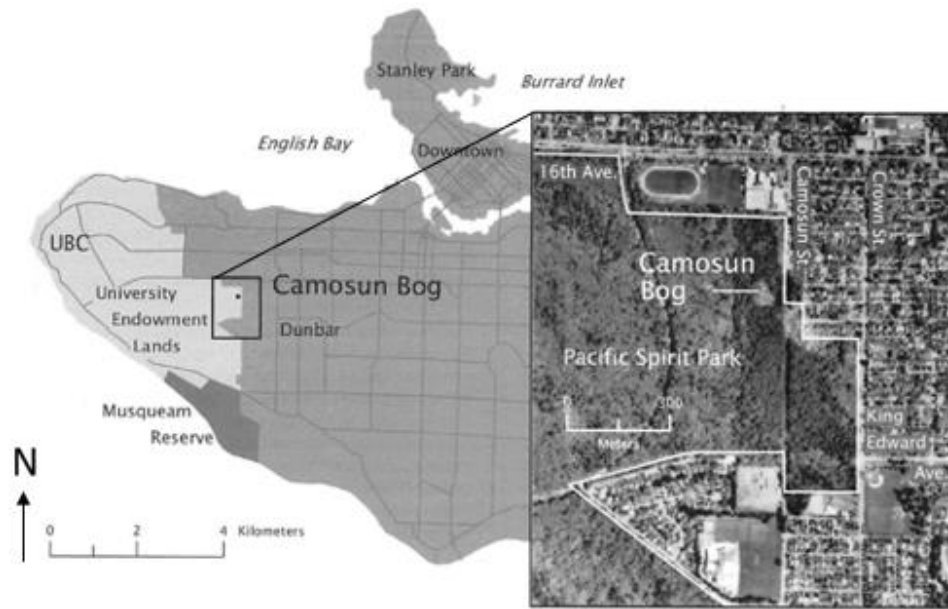 Stanley Park
Burrard Inlet
English Bay
Downtown
UBC
University
Endowment
Lands
Camosun Bog
Dunbar
Musqueam
Reserve
N
0 2 4 Kilometers
16th Ave.
Camosun St.
Crown St
Camosun
Bog
Pacific Spirit Park
0 300
Meters
King
Edward
Ave